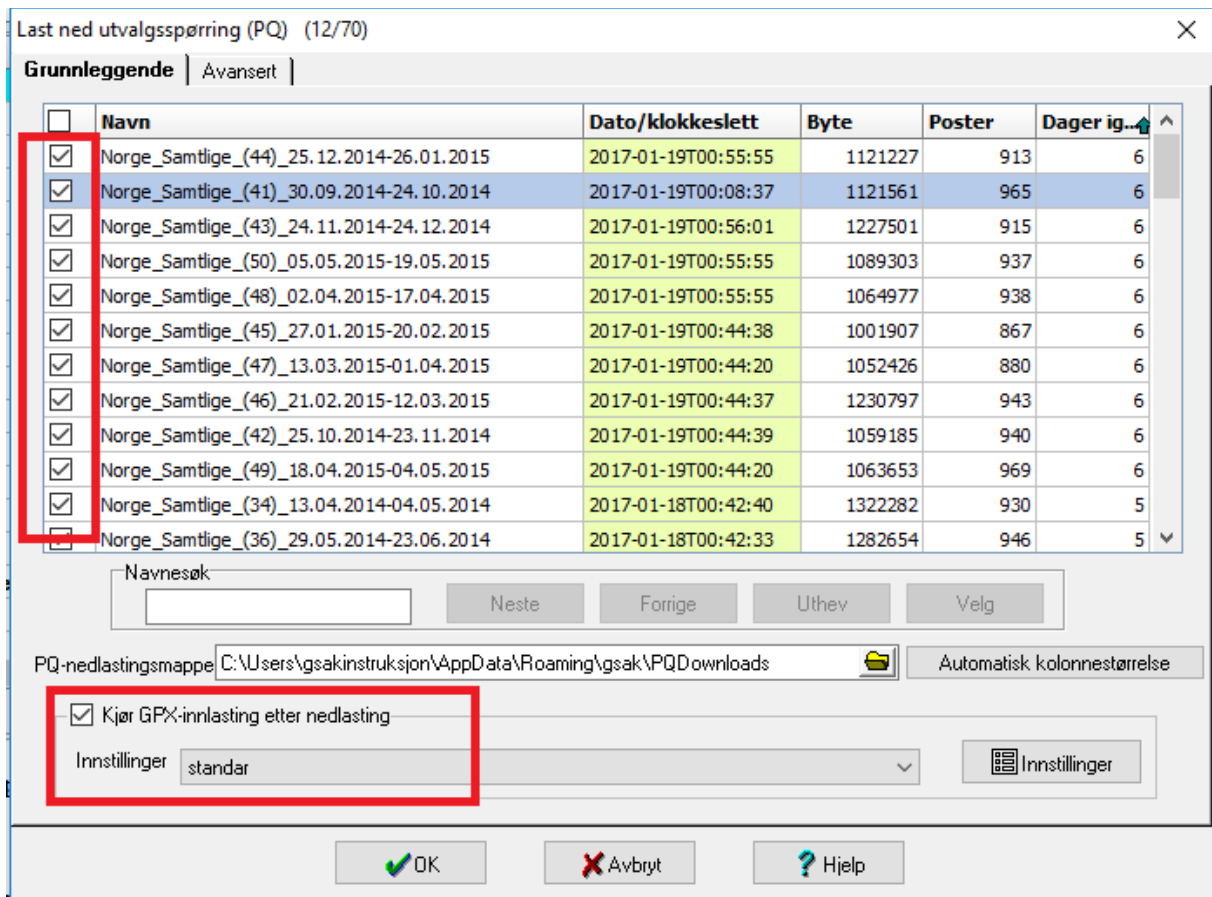 Last ned utvalgsspørring (PQ) (12/70)
Grunnleggende Avansert
Navn Dato/klokkeslett Byte Poster Dager ig...
Norge_Samtlige_(44)_25.12.2014-26.01.2015 2017-01-19T00:55:55 1121227 913 6
Norge_Samtlige_(41)_30.09.2014-24.10.2014 2017-01-19T00:08:37 1121561 965 6
Norge_Samtlige_(43)_24.11.2014-24.12.2014 2017-01-19T00:56:01 1227501 915 6
Norge_Samtlige_(50)_05.05.2015-19.05.2015 2017-01-19T00:55:55 1089303 937 6
Norge_Samtlige_(48)_02.04.2015-17.04.2015 2017-01-19T00:55:55 1064977 938 6
Norge_Samtlige_(45)_27.01.2015-20.02.2015 2017-01-19T00:44:38 1001907 867 6
Norge_Samtlige_(47)_13.03.2015-01.04.2015 2017-01-19T00:44:20 1052426 880 6
Norge_Samtlige_(46)_21.02.2015-12.03.2015 2017-01-19T00:44:37 1230797 943 6
Norge_Samtlige_(42)_25.10.2014-23.11.2014 2017-01-19T00:44:39 1059185 940 6
Norge_Samtlige_(49)_18.04.2015-04.05.2015 2017-01-19T00:44:20 1063653 969 6
Norge_Samtlige_(34)_13.04.2014-04.05.2014 2017-01-18T00:42:40 1322282 930 5
Norge_Samtlige_(36)_29.05.2014-23.06.2014 2017-01-18T00:42:33 1282654 946 5
Navnesøk
Neste Forrige Uthev Velg
PQ-nedlastingsmappe C:\Users\gsakinstruksjon\AppData\Roaming\gsak\PQDownloads Automatisk kolonnestørrelse
Kjør GPX-innlasting etter nedlasting
Innstillinger standar Innstillinger
OK Avbryt Hjelp